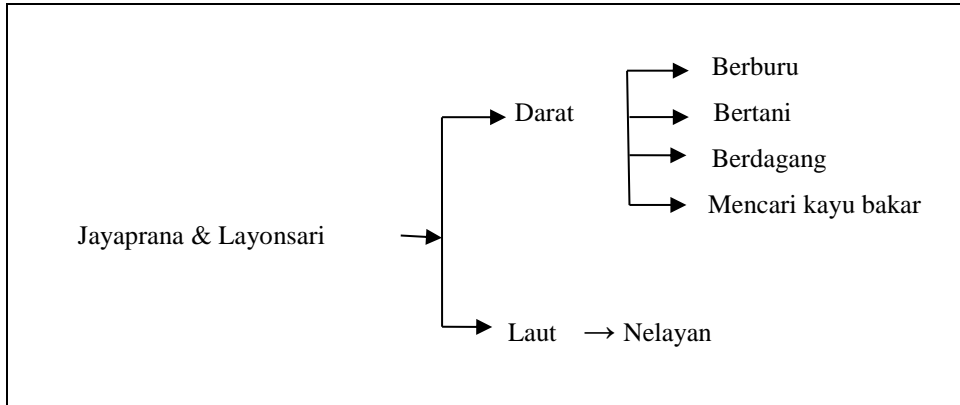 Berburu
Darat
Bertani
Berdagang
Mencari kayu bakar
Jayaprana & Layonsari
Laut → Nelayan